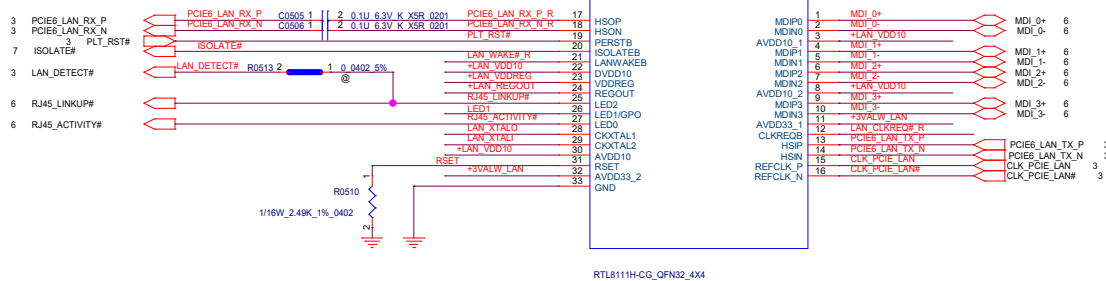 3 PCIE6_LAN_RX_P PCIE6_LAN_RX_P C0505 1 2 0.1U_6.3V_K_X5R_0201 PCIE6_LAN_RX_P_R 17 HSOP MDIP0 1 MDI_0+ MDI_0+ 6
3 PCIE6_LAN_RX_N PCIE6_LAN_RX_N C0506 1 2 0.1U_6.3V_K_X5R_0201 PCIE6_LAN_RX_N_R 18 HSON MDIN0 2 MDI_0- MDI_0- 6
3 PLT_RST# PLT_RST# 19 PERSTB AVDD10_1 3 +LAN_VDD10
7 ISOLATE# ISOLATE# 20 ISOLATEB MDIP1 4 MDI_1+ MDI_1+ 6
LAN_WAKE#_R 21 LANWAKEB MDIN1 5 MDI_1- MDI_1- 6
3 LAN_DETECT# LAN_DETECT# R0513 2 1 0_0402_5% +LAN_VDD10 22 DVDD10 MDIP2 6 MDI_2+ MDI_2+ 6
@ +LAN_VDDREG 23 VDDREG MDIN2 7 MDI_2- MDI_2- 6
+LAN_REGOUT 24 REGOUT AVDD10_2 8 +LAN_VDD10
6 RJ45_LINKUP# RJ45_LINKUP# 25 LED2 MDIP3 9 MDI_3+ MDI_3+ 6
LED1 26 LED1/GPO MDIN3 10 MDI_3- MDI_3- 6
6 RJ45_ACTIVITY# RJ45_ACTIVITY# 27 LED0 AVDD33_1 11 +3VALW_LAN
LAN_XTALO 28 CKXTAL1 CLKREQB 12 LAN_CLKREQ#_R
LAN_XTALI 29 CKXTAL2 HSIP 13 PCIE6_LAN_TX_P PCIE6_LAN_TX_P 3
+LAN_VDD10 30 AVDD10 HSIN 14 PCIE6_LAN_TX_N PCIE6_LAN_TX_N 3
RSET 31 RSET REFCLK_P 15 CLK_PCIE_LAN CLK_PCIE_LAN 3
1 +3VALW_LAN 32 AVDD33_2 REFCLK_N 16 CLK_PCIE_LAN# CLK_PCIE_LAN# 3
33 GND
R0510
1/16W_2.49K_1%_0402
2
RTL8111H-CG_QFN32_4X4